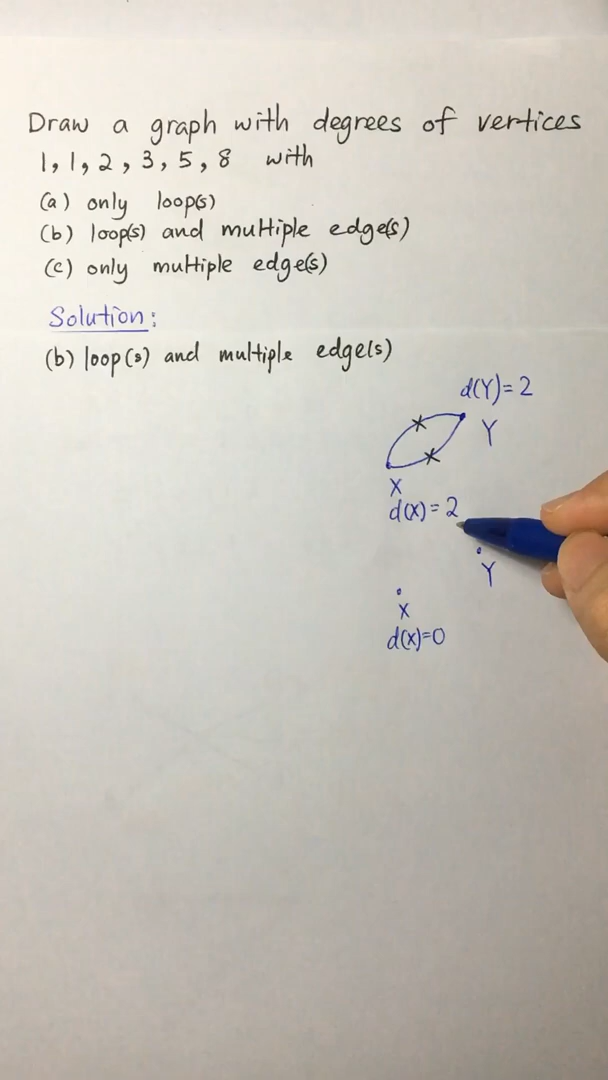 Draw a graph with degrees of vertices
1, 1, 2, 3, 5, 8 with
(a) only loop(s)
(b) loop(s) and multiple edge(s)
(c) only multiple edge(s)
Solution:
(b) loop(s) and multiple edge(s)
d(Y)=2
Y
X
d(X)=2
Y
X
d(X)=0